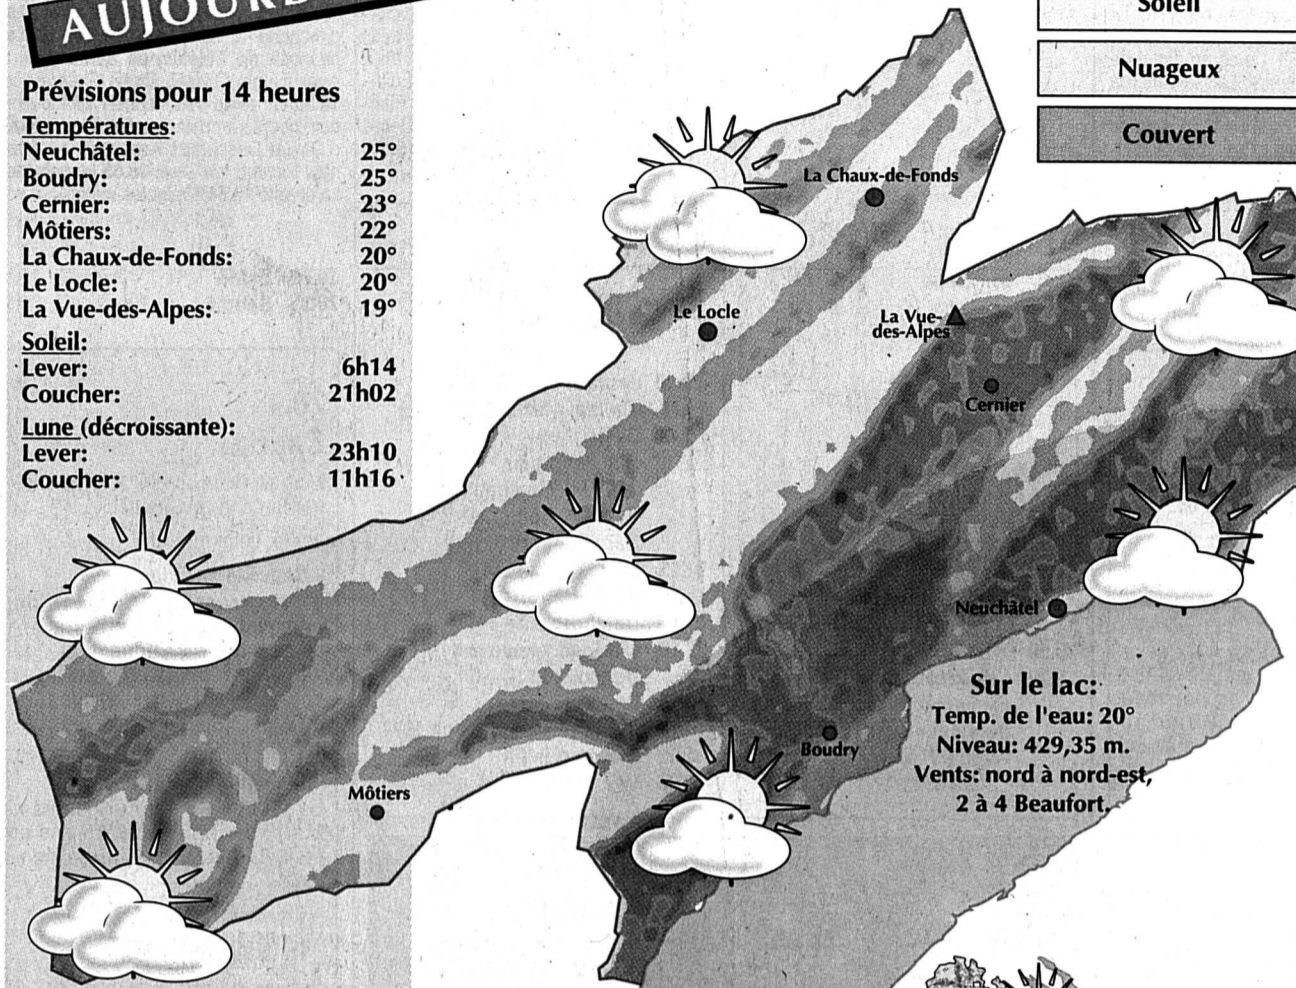 Prévisions pour 14 heures
Températures:
Neuchâtel: 25°
Boudry: 25°
Cernier: 23°
Môtiers: 22°
La Chaux-de-Fonds: 20°
Le Locle: 20°
La Vue-des-Alpes: 19°
Soleil:
Lever: 6h14
Coucher: 21h02
Lune (décroissante):
Lever: 23h10
Coucher: 11h16
Soleil
Nuageux
Couvert
La Chaux-de-Fonds
Le Locle
La Vue-
des-Alpes
Cernier
Neuchâtel
Boudry
Môtiers
Sur le lac:
Temp. de l'eau: 20°
Niveau: 429,35 m.
Vents: nord à nord-est,
2 à 4 Beaufort.